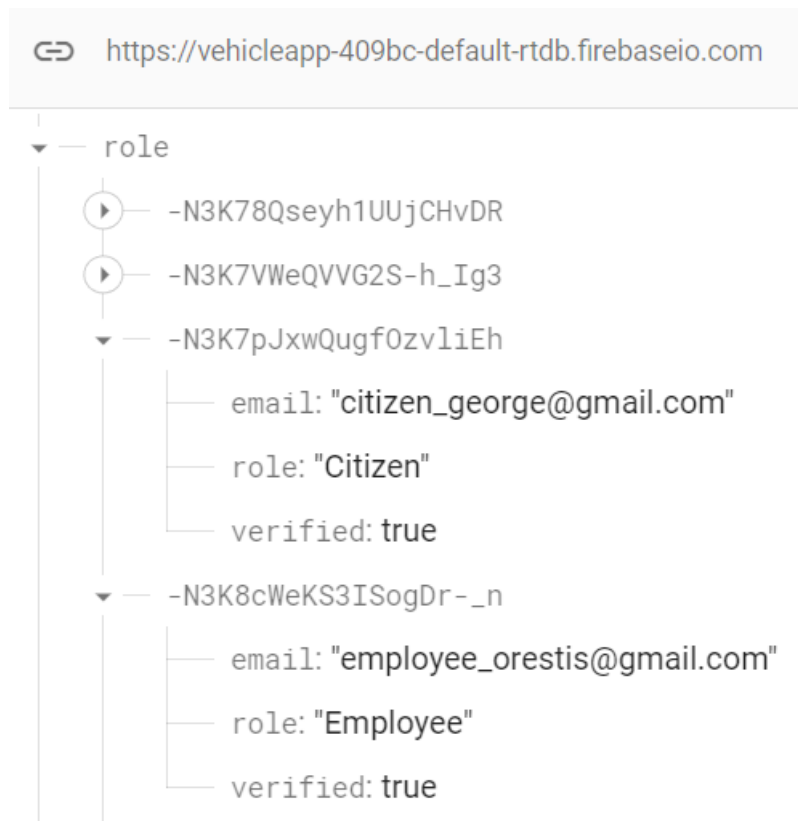 https://vehicleapp-409bc-default-rtdb.firebaseio.com
role
-N3K78Qseyh1UUjCHvDR
-N3K7VWeQVVG2S-h_Ig3
-N3K7pJxwQugfOzvliEh
email: "citizen_george@gmail.com"
role: "Citizen"
verified: true
-N3K8cWeKS3ISogDr-_n
email: "employee_orestis@gmail.com"
role: "Employee"
verified: true